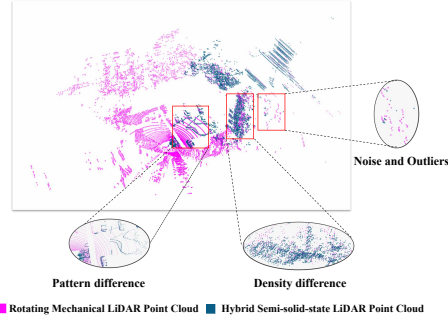 Noise and Outliers
Pattern difference
Density difference
Rotating Mechanical LiDAR Point Cloud
Hybrid Semi-solid-state LiDAR Point Cloud